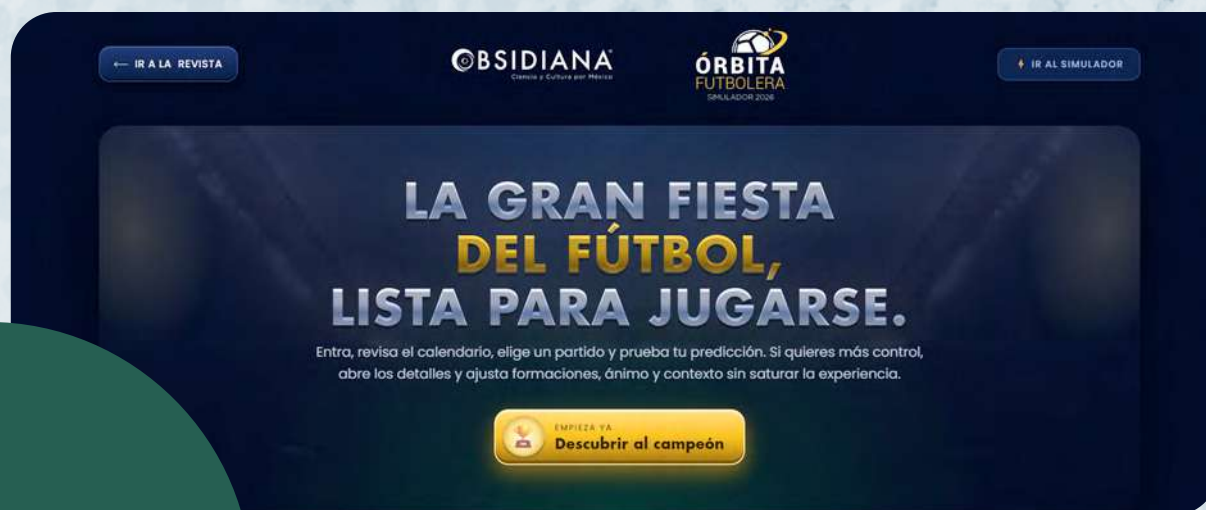 ← IR A LA REVISTA
OBSIDIANA
Ciencia y Cultura por México
ÓRBITA
FUTBOLERA
SIMULADOR 2026
IR AL SIMULADOR
LA GRAN FIESTA
DEL FÚTBOL,
LISTA PARA JUGARSE.
Entra, revisa el calendario, elige un partido y prueba tu predicción. Si quieres más control,
abre los detalles y ajusta formaciones, ánimo y contexto sin saturar la experiencia.
EMPIEZA YA
Descubrir al campeón